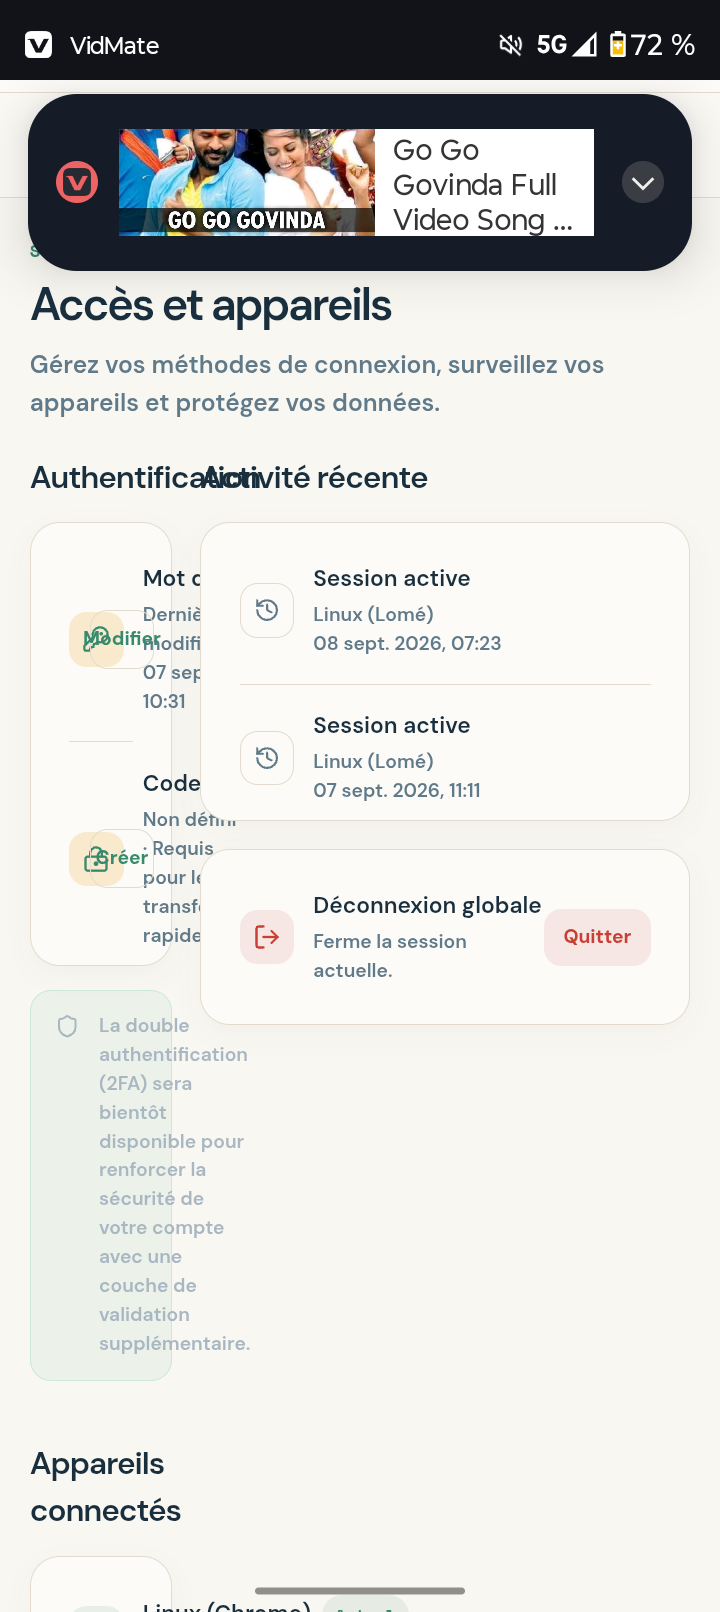 VidMate
5G
72 %
GO GO GOVINDA
Go Go
Govinda Full
Video Song ...
Accès et appareils
Gérez vos méthodes de connexion, surveillez vos
appareils et protégez vos données.
Authentification
Activité récente
Mot
Modifier
07
10:31
Code
Non défini
: Requis
pour
Créer
La double
authentification
(2FA) sera
bientôt
disponible pour
renforcer la
sécurité de
votre compte
avec une
couche de
validation
supplémentaire.
Session active
Linux (Lomé)
08 sept. 2026, 07:23
Session active
Linux (Lomé)
07 sept. 2026, 11:11
Déconnexion globale
Ferme la session
actuelle.
Quitter
Appareils
connectés
Linux (Chrome)